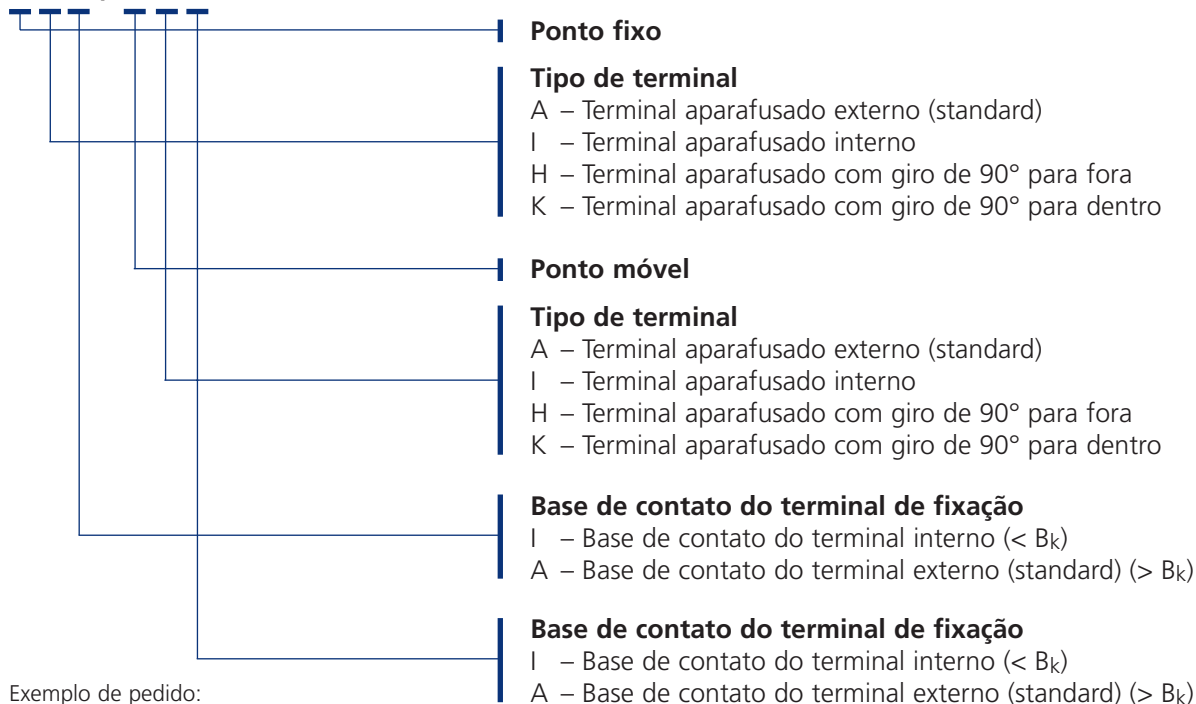 Ponto fixo
Tipo de terminal
A – Terminal aparafusado externo (standard)
I – Terminal aparafusado interno
H – Terminal aparafusado com giro de 90° para fora
K – Terminal aparafusado com giro de 90° para dentro
Ponto móvel
Tipo de terminal
A – Terminal aparafusado externo (standard)
I – Terminal aparafusado interno
H – Terminal aparafusado com giro de 90° para fora
K – Terminal aparafusado com giro de 90° para dentro
Base de contato do terminal de fixação
I – Base de contato do terminal interno (< Bk)
A – Base de contato do terminal externo (standard) (> Bk)
Base de contato do terminal de fixação
I – Base de contato do terminal interno (< Bk)
A – Base de contato do terminal externo (standard) (> Bk)
Exemplo de pedido: